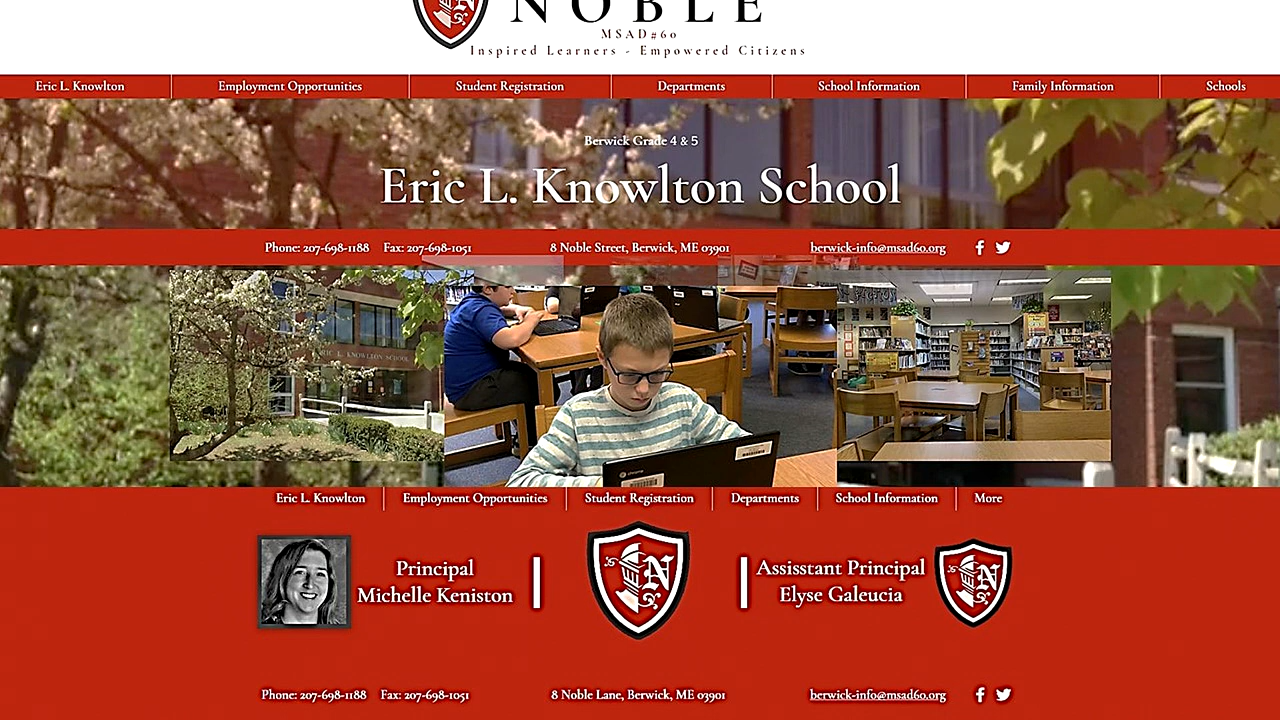 NOBLE
MSAD#60
Inspired Learners - Empowered Citizens
Eric L. Knowlton Employment Opportunities Student Registration Departments School Information Family Information Schools
Berwick Grade 4 & 5
Eric L. Knowlton School
Phone: 207-698-1188 Fax: 207-698-1051 8 Noble Street, Berwick, ME 03901 berwick-info@msad60.org
ERIC L. KNOWLTON SCHOOL
Eric L. Knowlton Employment Opportunities Student Registration Departments School Information More
Principal
Michelle Keniston
N
Assisstant Principal
Elyse Galeucia
N
Phone: 207-698-1188 Fax: 207-698-1051 8 Noble Lane, Berwick, ME 03901 berwick-info@msad60.org